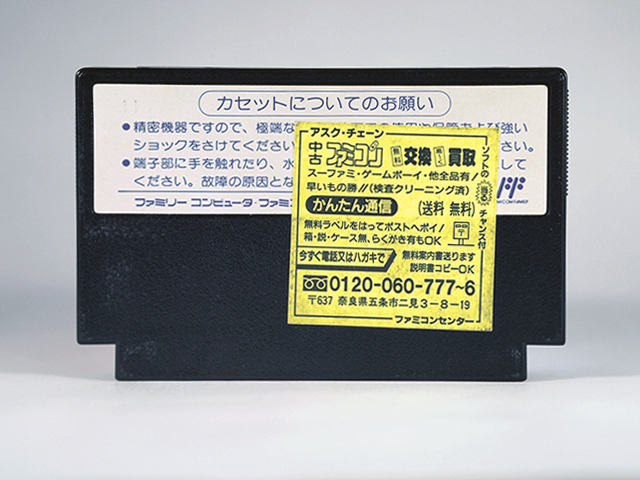 カセットについてのお願い
●精密機器ですので、極端な
および強い
ショックをさけてください
●端子部に手を触れたり、水
して
ください。故障の原因とな
ファミリー コンピュータ・ファミ
アスク・チェーン
中古 ファミコン 無料 交換 買取
スーファミ・ゲームボーイ・他全品有!
早いもの勝!!(検査クリーニング済)
かんたん通信 (送料 無料)
無料ラベルをはってポストへポイ!
箱・説・ケース無、らくがき有もOK
今すぐ電話又はハガキで
無料案内書送ります
説明書コピーOK
0120-060-777~6
〒637 奈良県五条市二見3-8-19
ファミコンセンター
ソフトの 当る チャンス付